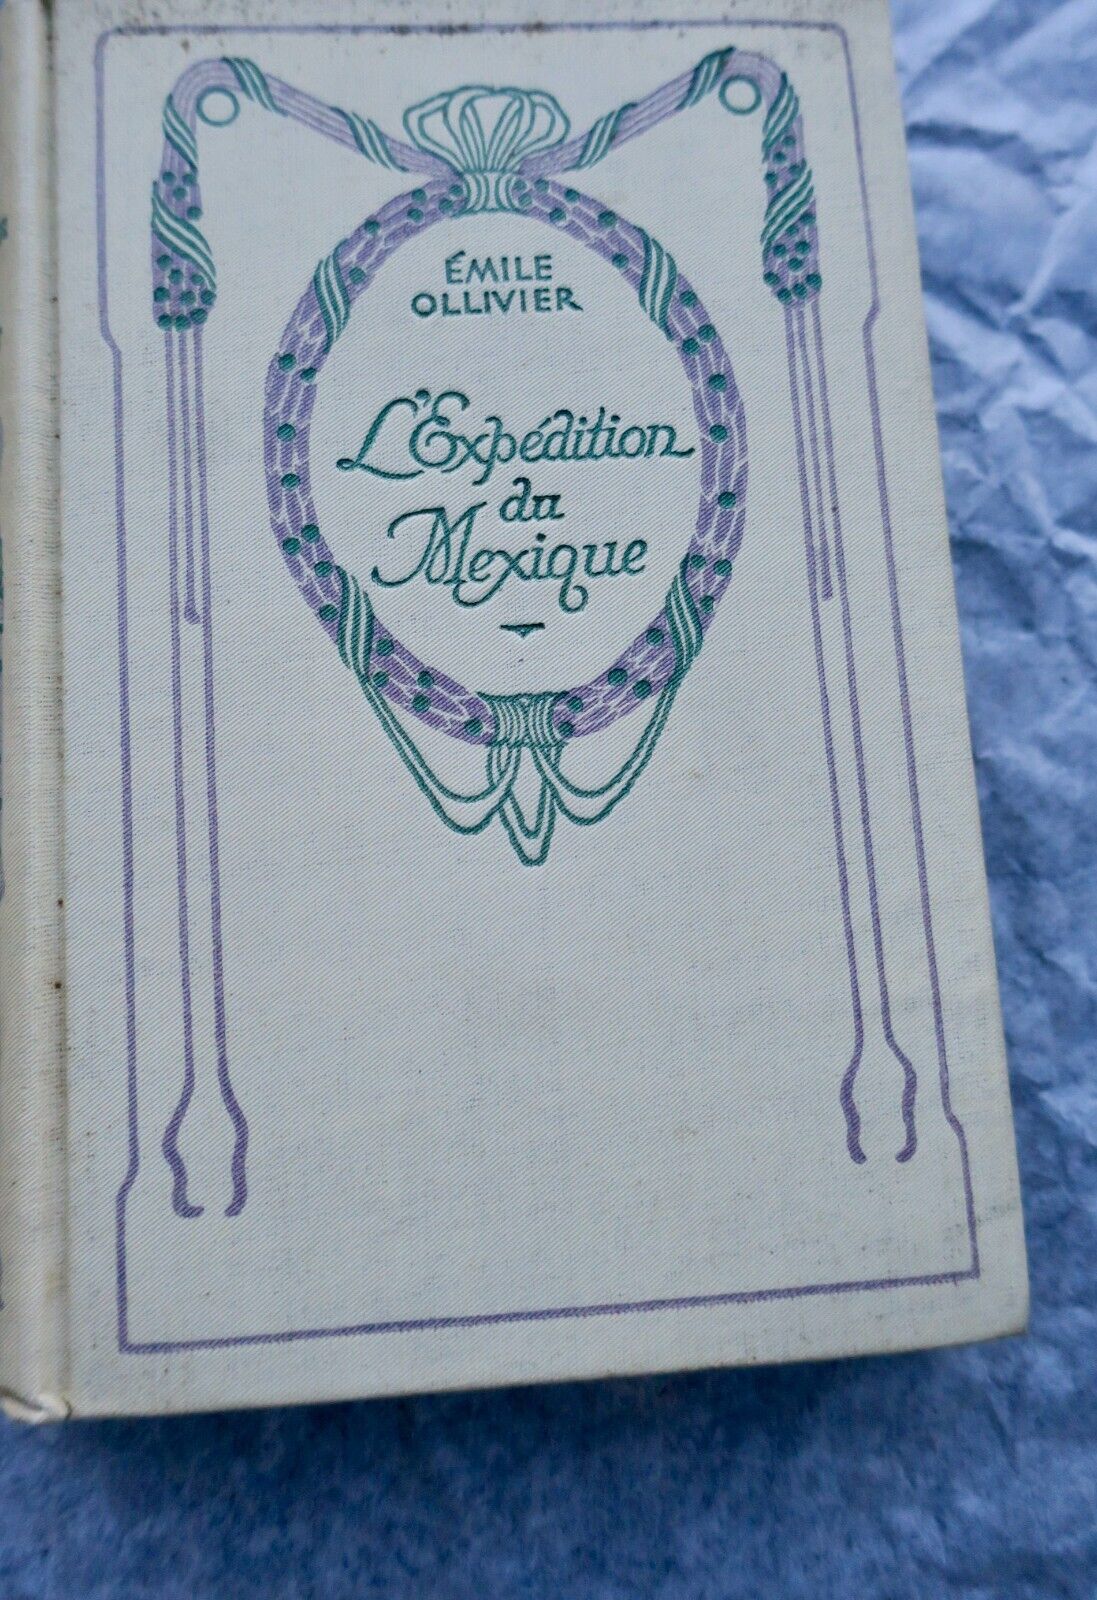 ÉMILE
OLLIVIER
L'Expédition
du
Mexique